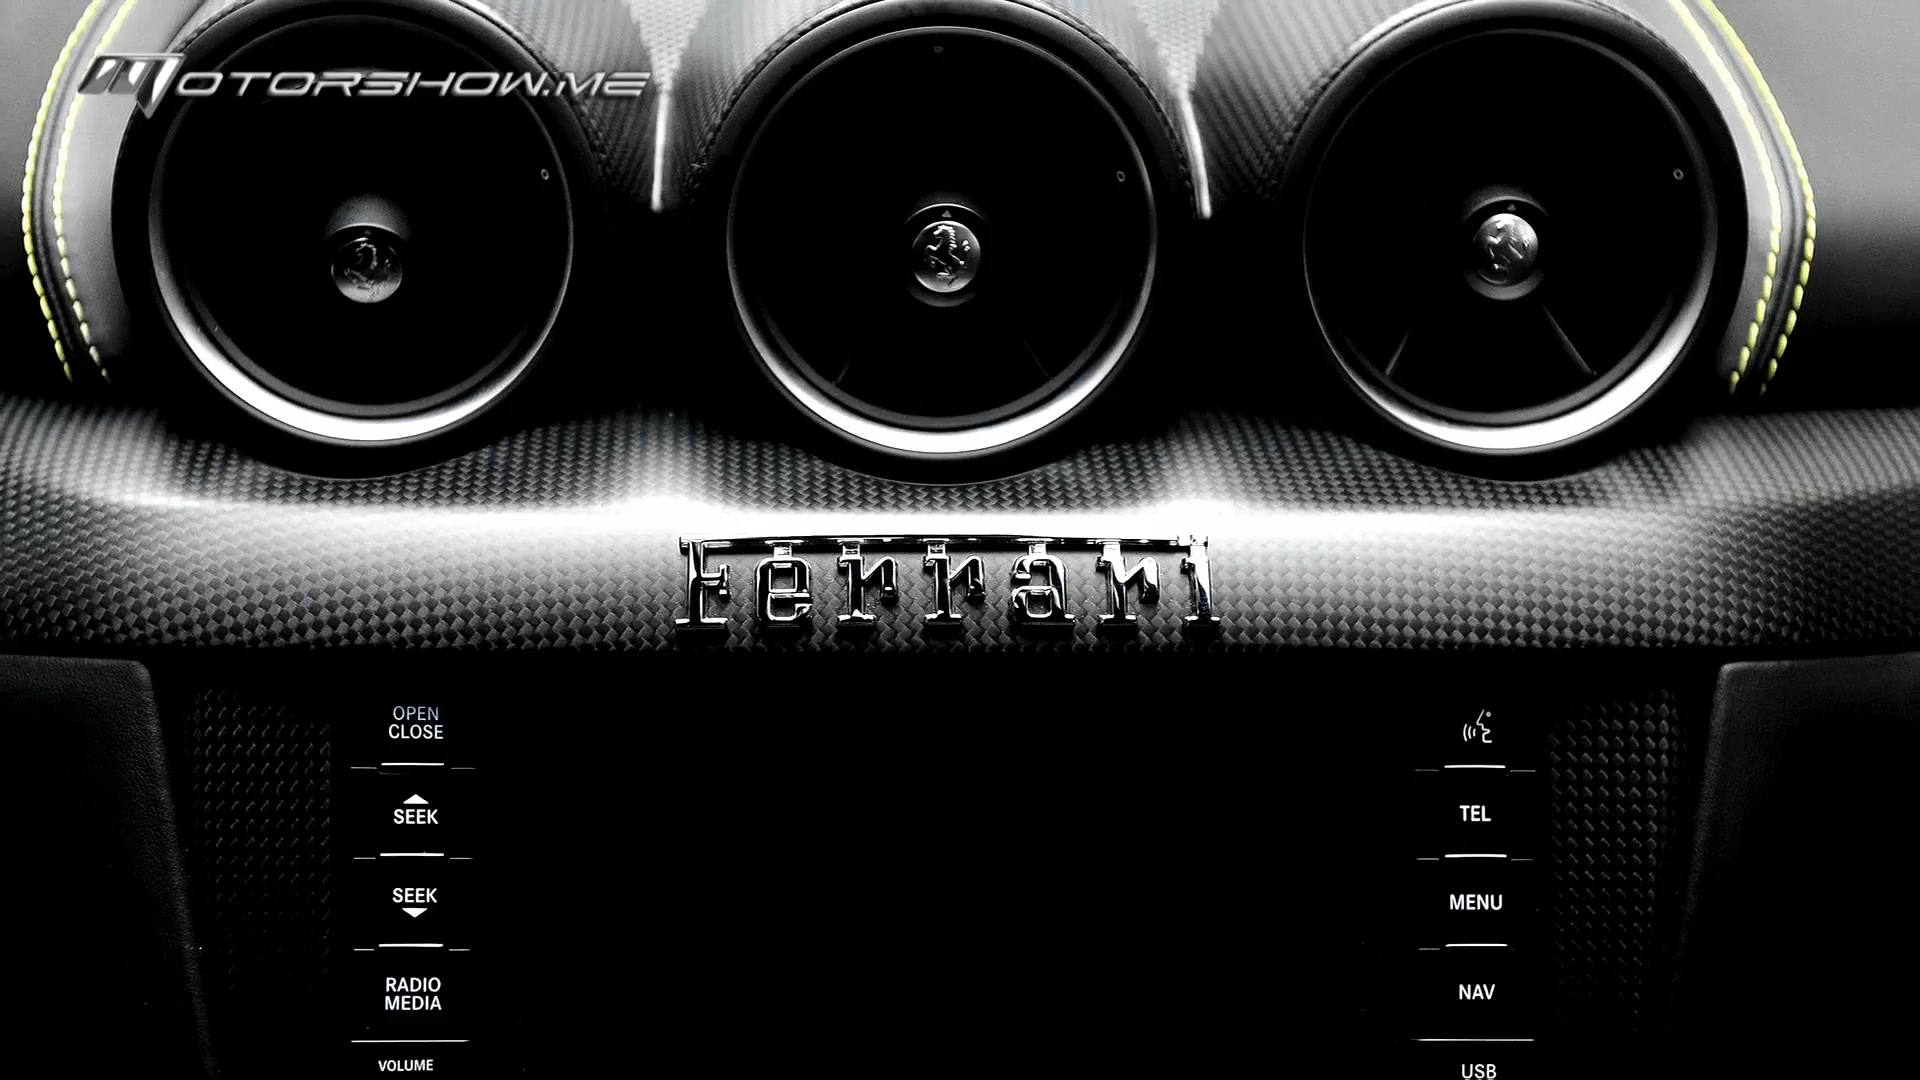 MOTORSHOW.ME
Ferrari
OPEN
CLOSE
SEEK
SEEK
RADIO
MEDIA
VOLUME
TEL
MENU
NAV
USB